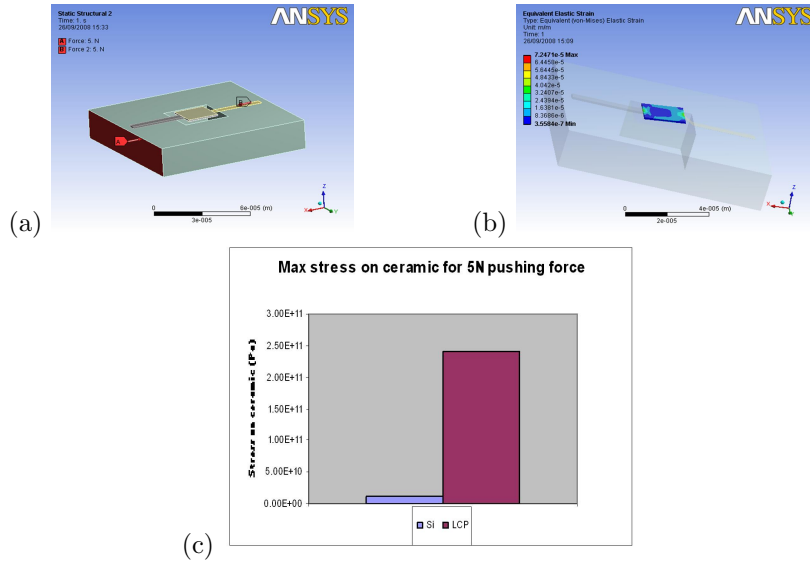 Static Structural 2
Time: 1. s
26/09/2008 15:33
A Force: 5. N
B Force 2: 5. N
ANSYS
B
A
0
6e-005 (m)
3e-005
Z
X
Y
(a)
Equivalent Elastic Strain
Type: Equivalent (von-Mises) Elastic Strain
Unit: m/m
Time: 1
26/09/2008 15:09
ANSYS
7.2471e-5 Max
6.4458e-5
5.6445e-5
4.8433e-5
4.042e-5
3.2407e-5
2.4394e-5
1.6381e-5
8.3686e-6
3.5584e-7 Min
0
4e-005 (m)
2e-005
Z
X
Y
(b)
Max stress on ceramic for 5N pushing force
Stress on ceramic (Pa)
3.00E+11
2.50E+11
2.00E+11
1.50E+11
1.00E+11
5.00E+10
0.00E+00
Si LCP
(c)